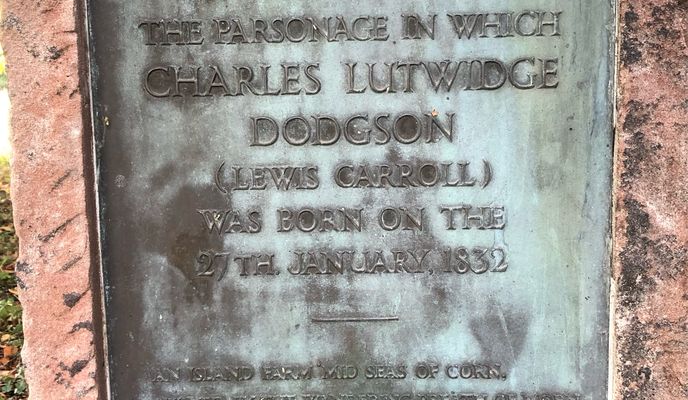 THE PARSONAGE IN WHICH
CHARLES LUTWIDGE
DODGSON
(LEWIS CARROLL)
WAS BORN ON THE
27TH. JANUARY, 1832
AN ISLAND FARM 'MID SEAS OF CORN.